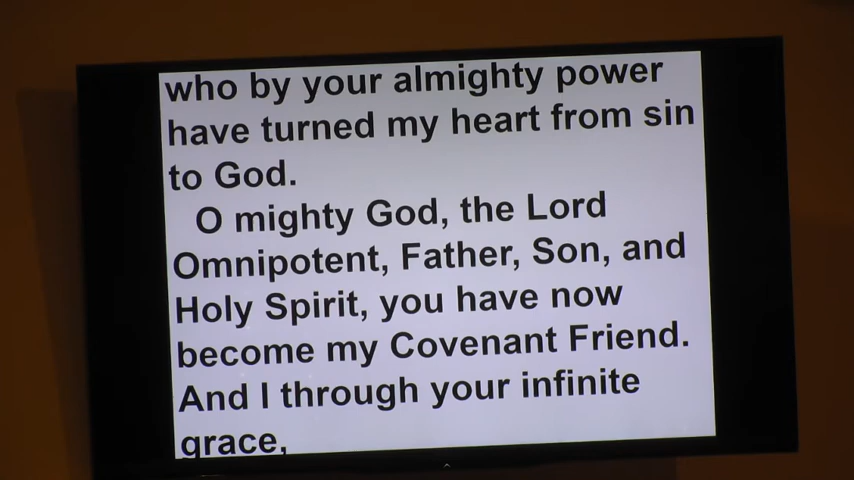 who by your almighty power
have turned my heart from sin
to God.
O mighty God, the Lord
Omnipotent, Father, Son, and
Holy Spirit, you have now
become my Covenant Friend.
And I through your infinite
grace,